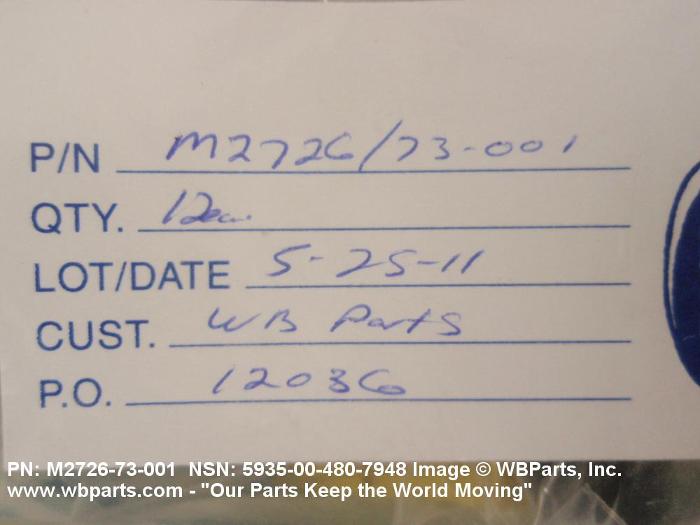 P/N M2726/73-001
QTY. 12ea.
LOT/DATE 5-25-11
CUST. WB Parts
P.O. 12036
PN: M2726-73-001 NSN: 5935-00-480-7948 Image © WBParts, Inc.
www.wbparts.com - "Our Parts Keep the World Moving"